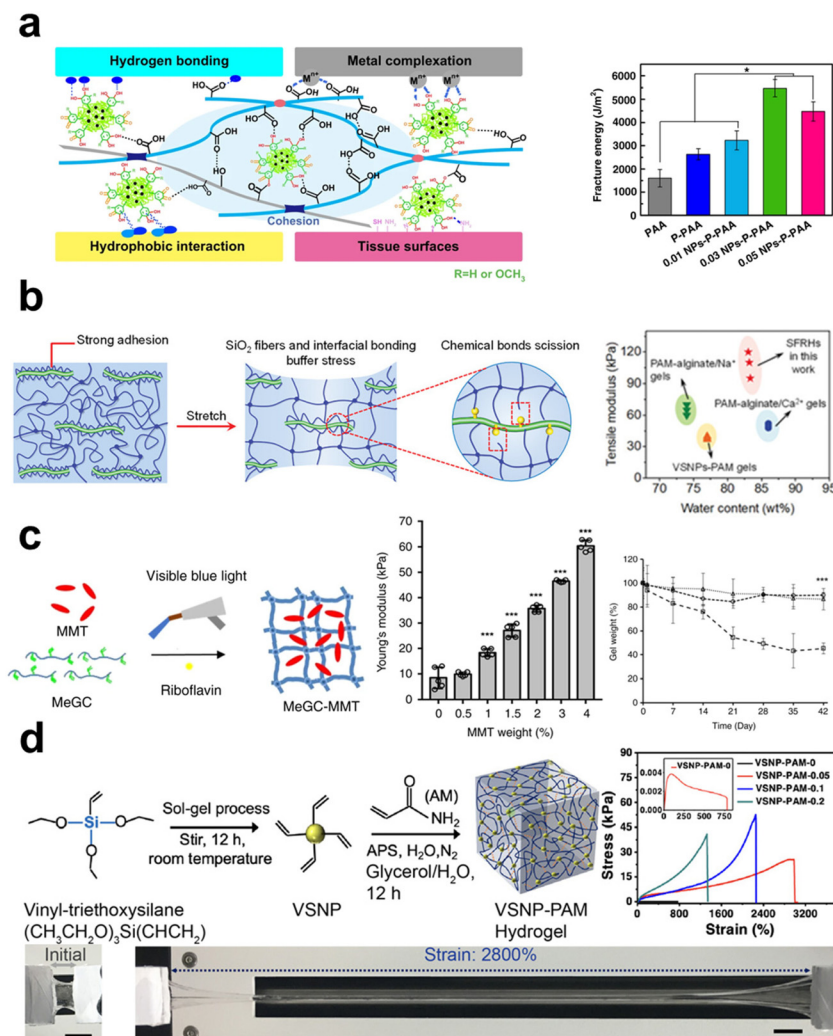 a
Hydrogen bonding
Metal complexation
Cohesion
Hydrophobic interaction
Tissue surfaces
R=H or OCH3
Fracture energy (J/m²)
6000
5000
4000
3000
2000
1000
0
*
PAA
P-PAA
0.01 NPs-P-PAA
0.03 NPs-P-PAA
0.05 NPs-P-PAA
b
Strong adhesion
SiO2 fibers and interfacial bonding
buffer stress
Chemical bonds scission
Stretch
Tensile modulus (kPa)
120
90
60
30
0
PAM-alginate/Na+
gels
SFRHs in
this work
PAM-alginate/Ca2+ gels
VSNPs-PAM gels
70 75 80 85 90 95
Water content (wt%)
c
MMT
MeGC
Visible blue light
Riboflavin
MeGC-MMT
Young's modulus (kPa)
70
60
50
40
30
20
10
0
*** *** *** *** ***
0 0.5 1 1.5 2 3 4
MMT weight (%)
Gel weight (%)
120
100
80
60
40
20
0
***
0 7 14 21 28 35 42
Time (Day)
d
Si
O
O
O
Sol-gel process
Stir, 12 h,
room temperature
O
NH2
(AM)
APS, H2O,N2
Glycerol/H2O,
12 h
Vinyl-triethoxysilane
(CH3CH2O)3Si(CHCH2)
VSNP
VSNP-PAM
Hydrogel
Stress (kPa)
90
75
60
45
30
15
0
VSNP-PAM-0
0.004
0.002
0.000
0 250 500 750
VSNP-PAM-0
VSNP-PAM-0.05
VSNP-PAM-0.1
VSNP-PAM-0.2
0 800 1600 2400 3200 4000
Strain (%)
Initial
Strain: 2800%